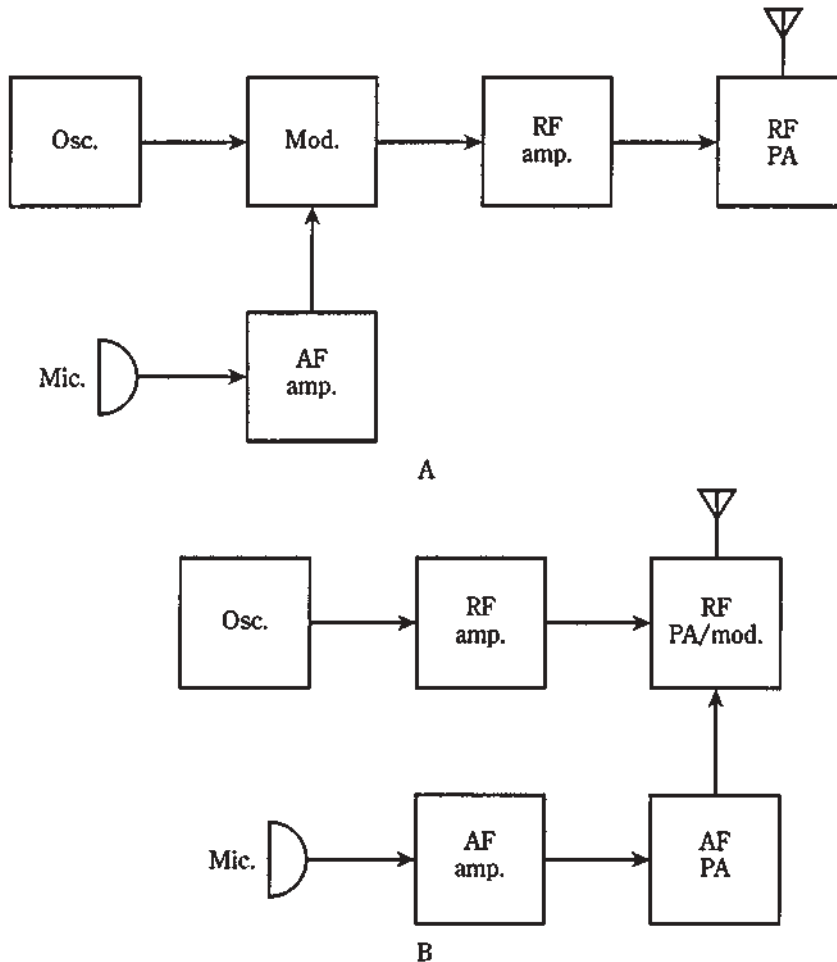 Osc.
Mod.
RF
amp.
RF
PA
Mic.
AF
amp.
A
Osc.
RF
amp.
RF
PA/mod.
Mic.
AF
amp.
AF
PA
B